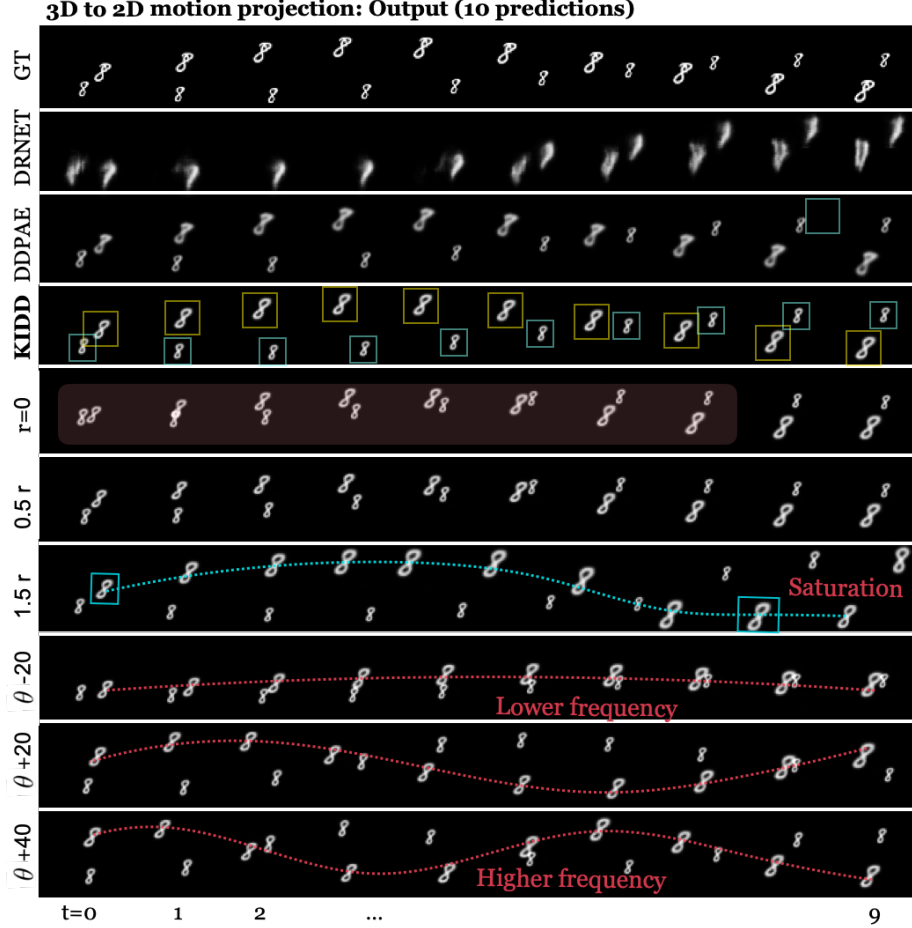 3D to 2D motion projection: Output (10 predictions)
GT
DRNET
DDPAE
KIDD
r=0
0.5 r
1.5 r
Saturation
θ-20
Lower frequency
θ+20
θ+40
Higher frequency
t=0 1 2 ... 9